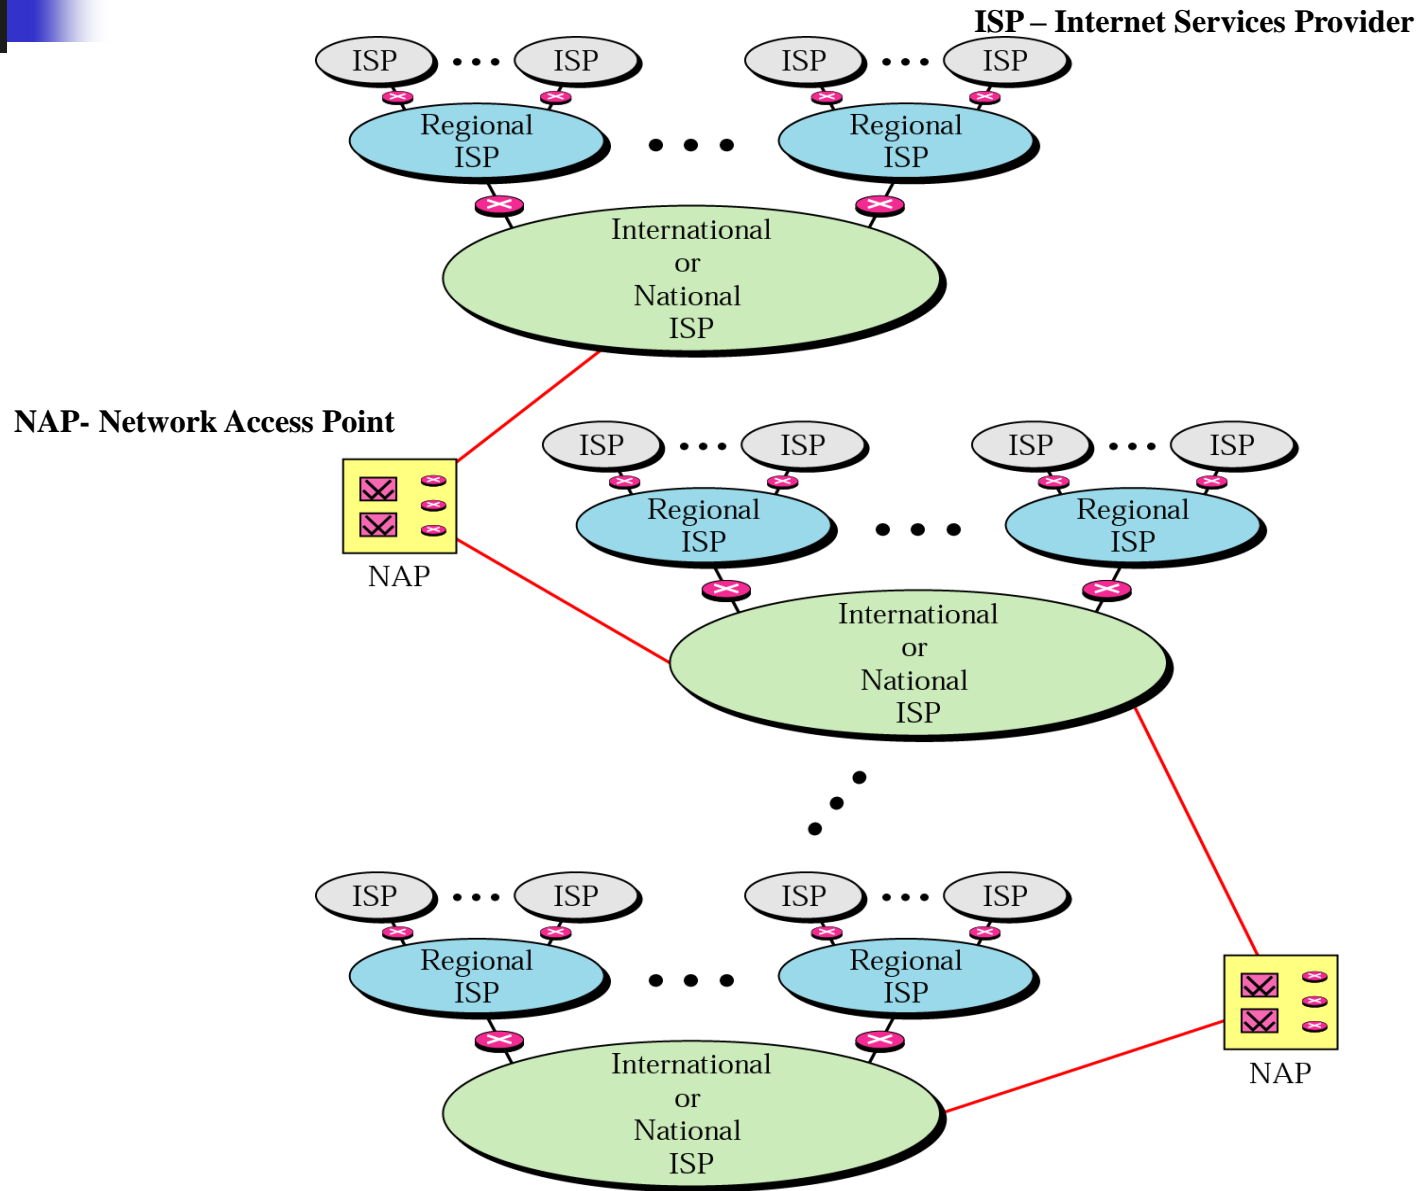 ISP – Internet Services Provider
ISP ISP ISP ISP
Regional
ISP
Regional
ISP
International
or
National
ISP
NAP- Network Access Point
NAP
ISP ISP ISP ISP
Regional
ISP
Regional
ISP
International
or
National
ISP
ISP ISP ISP ISP
Regional
ISP
Regional
ISP
International
or
National
ISP
NAP